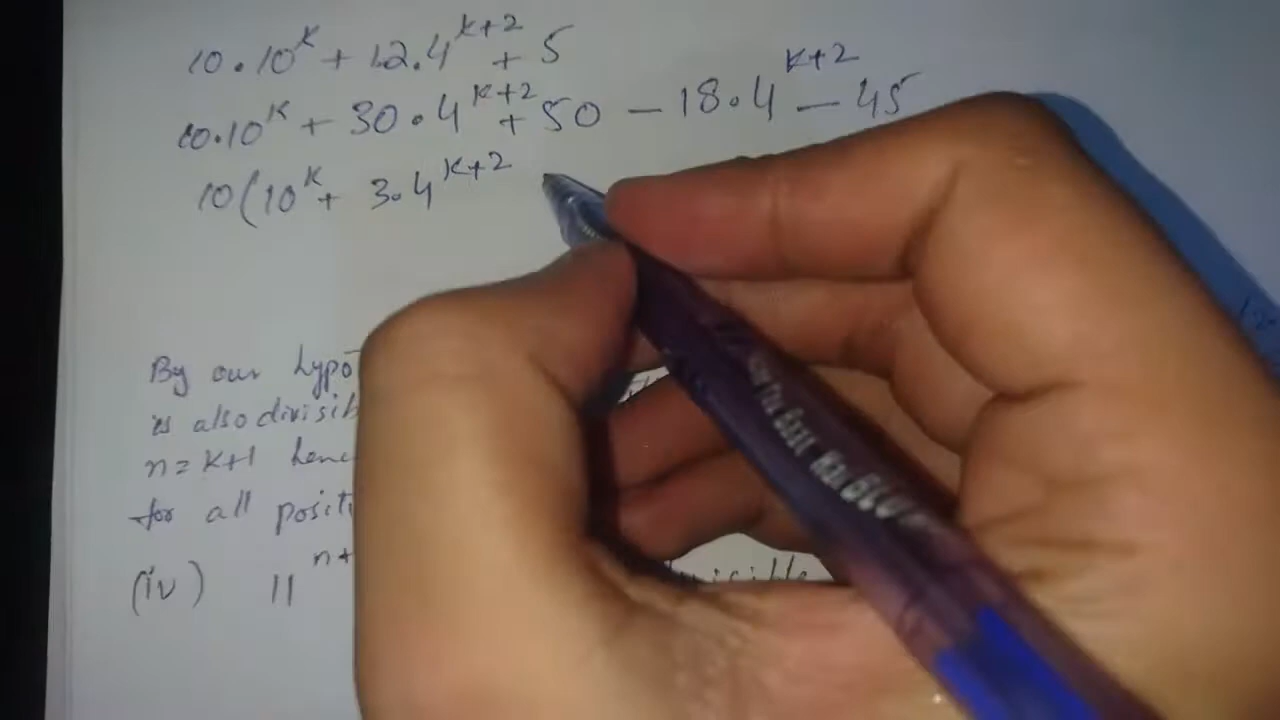 10.10^k + 12.4^{k+2} + 5
10.10^k + 30.4^{k+2} + 50 - 18.4^{k+2} - 45
10(10^k + 3.4^{k+2}
By our hypo
is also divisib
n=k+1 henc
for all positi
(iv) 11^{n+